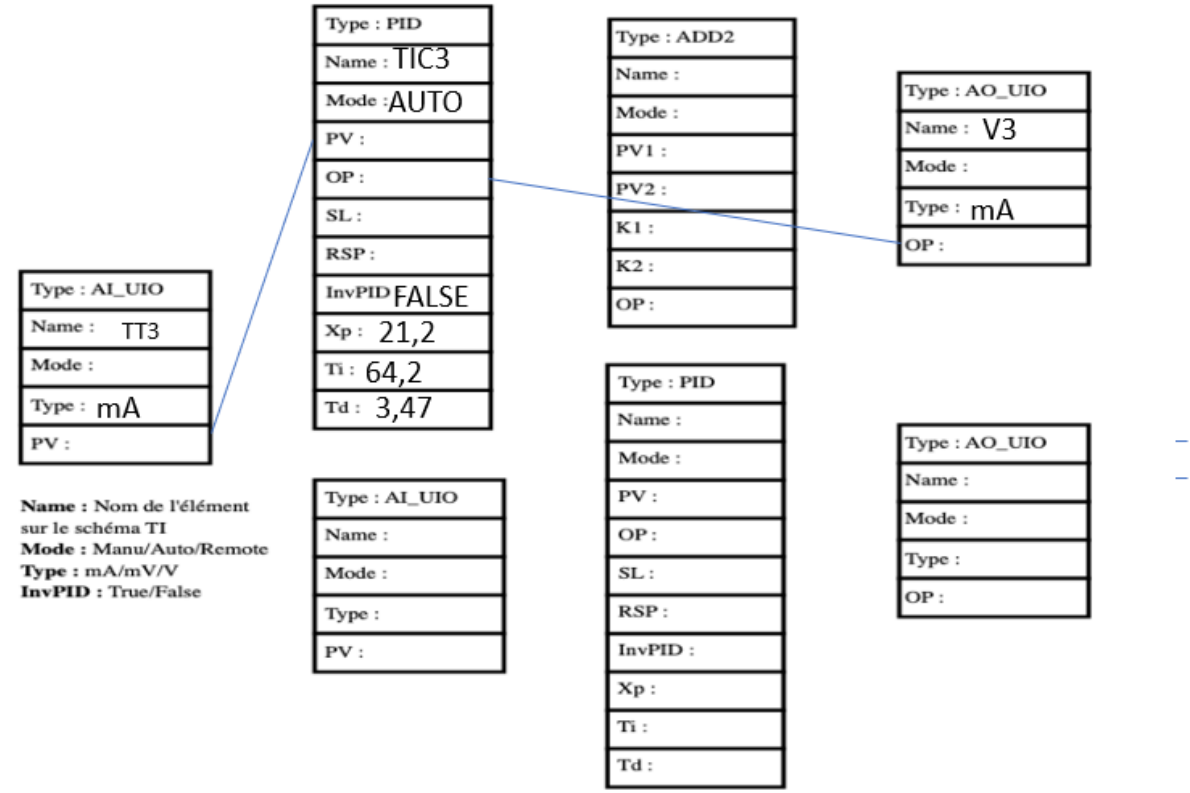 Type : PID
Name : TIC3
Mode : AUTO
PV :
OP :
SL :
RSP :
InvPID FALSE
Xp : 21,2
Ti : 64,2
Td : 3,47
Type : ADD2
Name :
Mode :
PV1 :
PV2 :
K1 :
K2 :
OP :
Type : AO_UIO
Name : V3
Mode :
Type : mA
OP :
Type : AI_UIO
Name : TT3
Mode :
Type : mA
PV :
Name : Nom de l'élément
sur le schéma TI
Mode : Manu/Auto/Remote
Type : mA/mV/V
InvPID : True/False
Type : AI_UIO
Name :
Mode :
Type :
PV :
Type : PID
Name :
Mode :
PV :
OP :
SL :
RSP :
InvPID :
Xp :
Ti :
Td :
Type : AO_UIO
Name :
Mode :
Type :
OP :